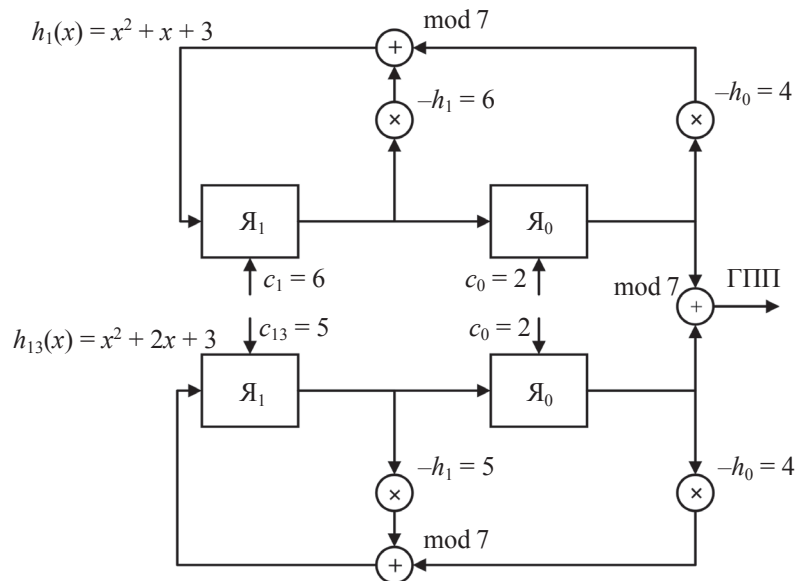 h₁(x) = x² + x + 3
mod 7
+
–h₁ = 6
–h₀ = 4
×
×
Я₁
Я₀
c₁ = 6
c₀ = 2
mod 7
+
ГПП
c₁₃ = 5
c₀ = 2
h₁₃(x) = x² + 2x + 3
Я₁
Я₀
–h₁ = 5
–h₀ = 4
×
×
mod 7
+